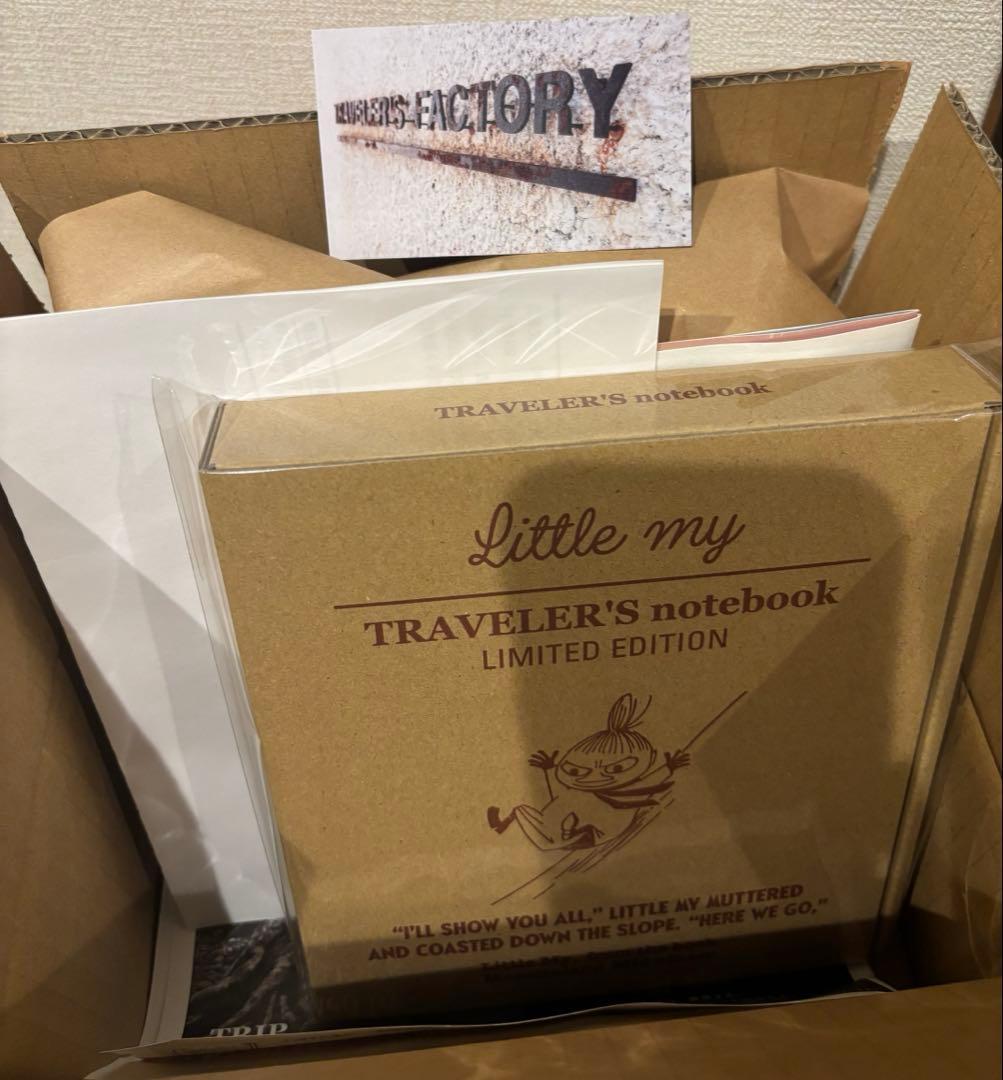 TRAVELER'S FACTORY
TRAVELER'S notebook
Little my
TRAVELER'S notebook
LIMITED EDITION
“I'LL SHOW YOU ALL,” LITTLE MY MUTTERED
AND COASTED DOWN THE SLOPE. “HERE WE GO,”
TRIP